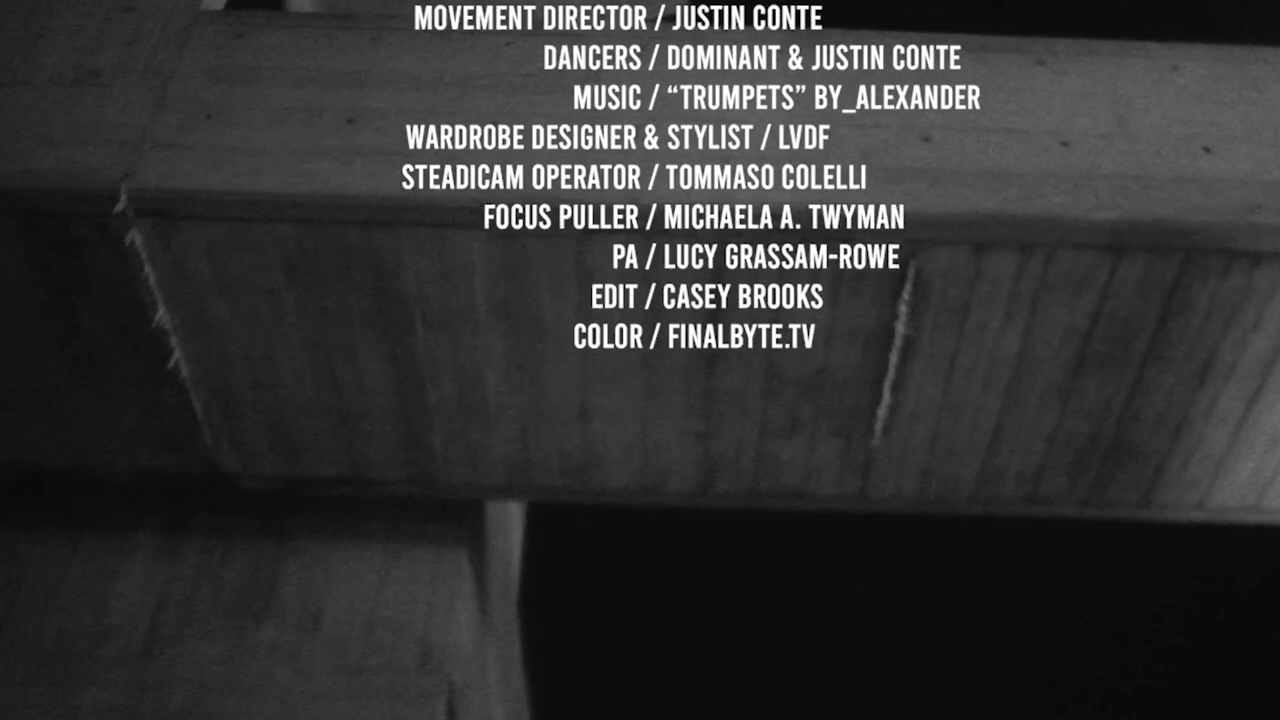 MOVEMENT DIRECTOR / JUSTIN CONTE
DANCERS / DOMINANT & JUSTIN CONTE
MUSIC / “TRUMPETS” BY_ALEXANDER
WARDROBE DESIGNER & STYLIST / LVDF
STEADICAM OPERATOR / TOMMASO COLELLI
FOCUS PULLER / MICHAELA A. TWYMAN
PA / LUCY GRASSAM-ROWE
EDIT / CASEY BROOKS
COLOR / FINALBYTE.TV